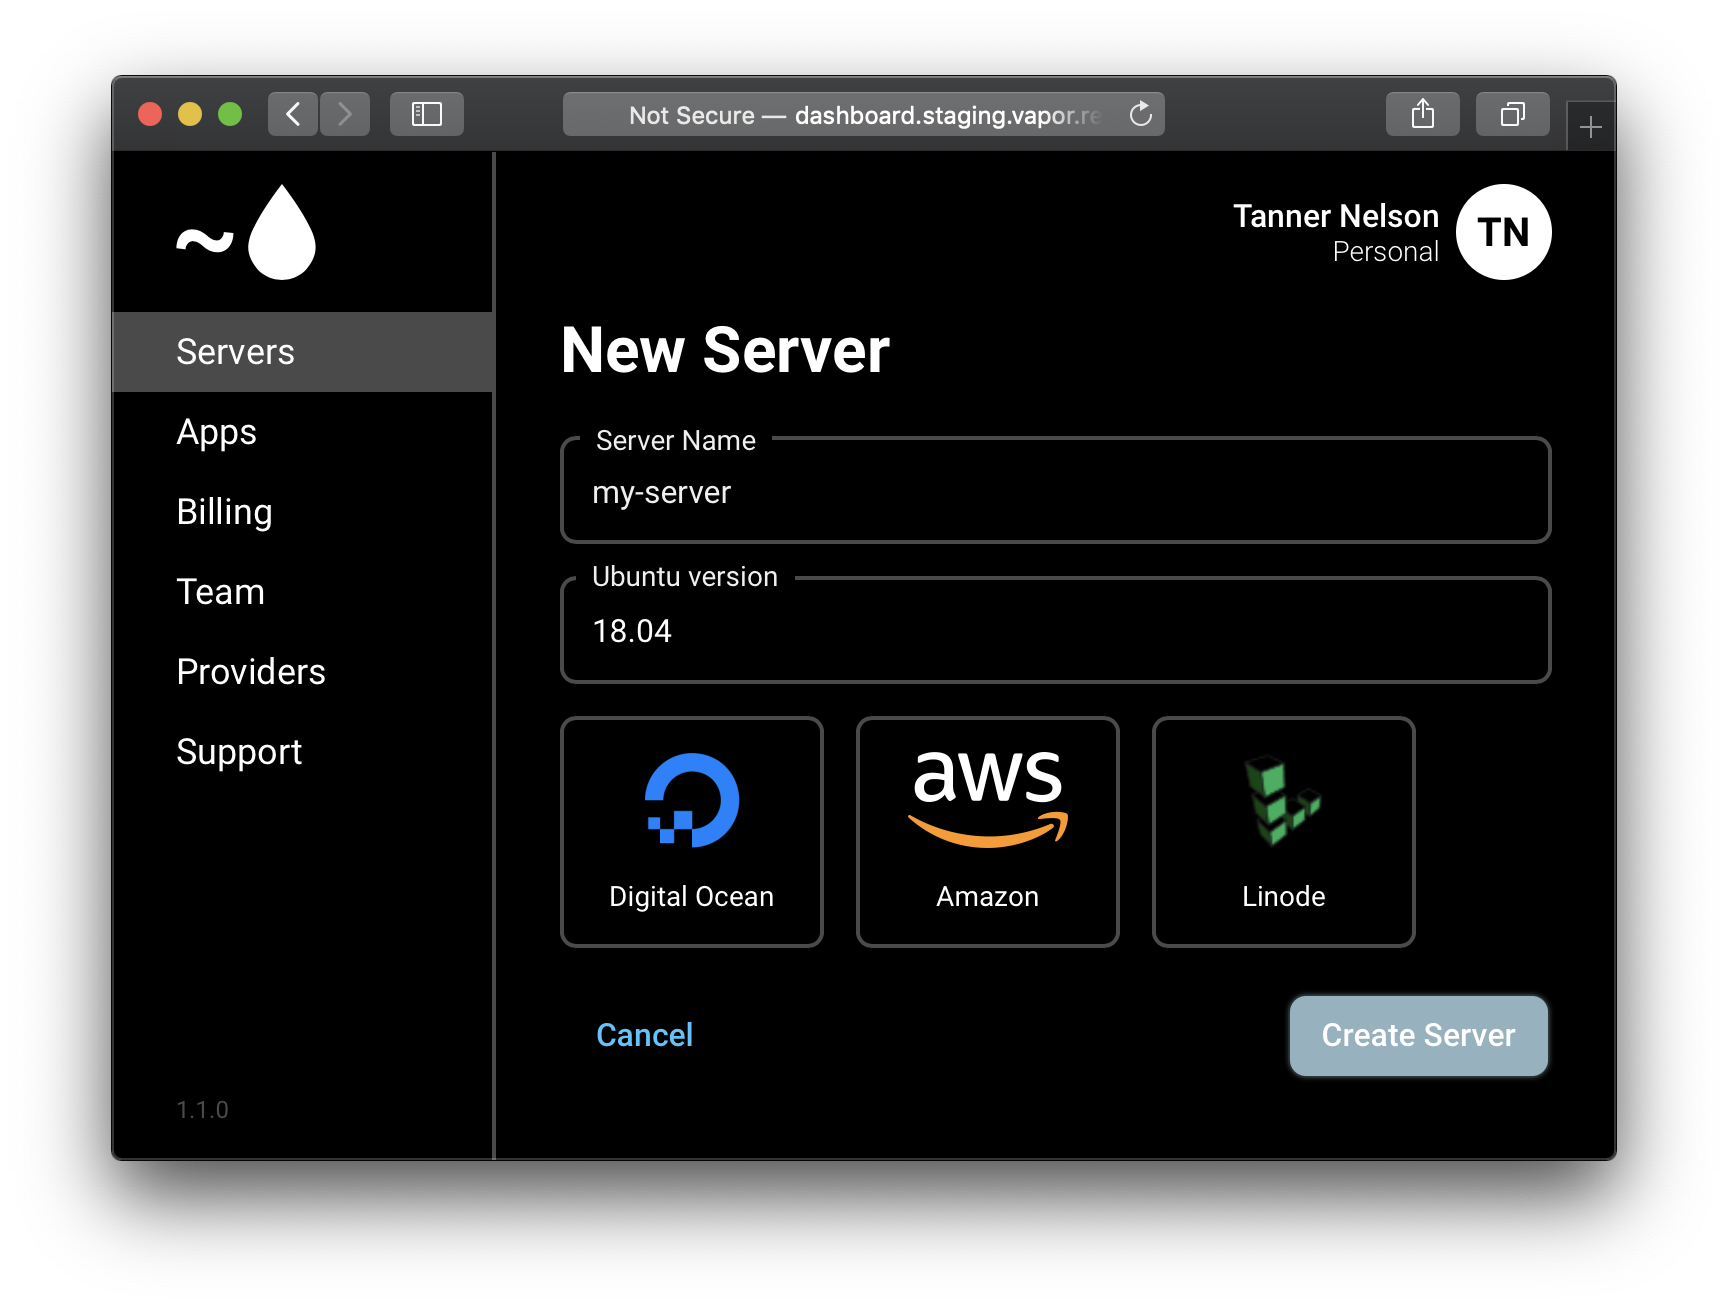 Not Secure — dashboard.staging.vapor.re
~
Tanner Nelson
Personal
TN
Servers
Apps
Billing
Team
Providers
Support
1.1.0
New Server
Server Name
my-server
Ubuntu version
18.04
aws
Digital Ocean
Amazon
Linode
Cancel
Create Server